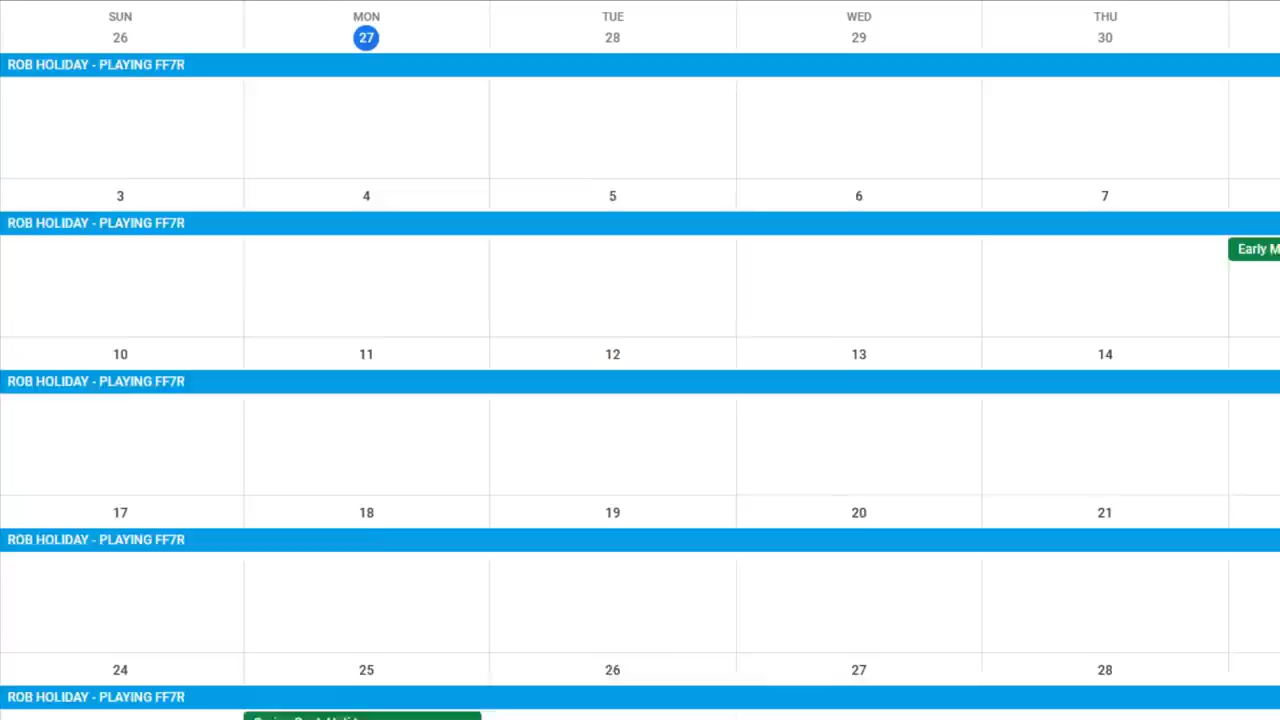 SUN MON TUE WED THU
26 27 28 29 30
ROB HOLIDAY - PLAYING FF7R
3 4 5 6 7
ROB HOLIDAY - PLAYING FF7R
Early M
10 11 12 13 14
ROB HOLIDAY - PLAYING FF7R
17 18 19 20 21
ROB HOLIDAY - PLAYING FF7R
24 25 26 27 28
ROB HOLIDAY - PLAYING FF7R